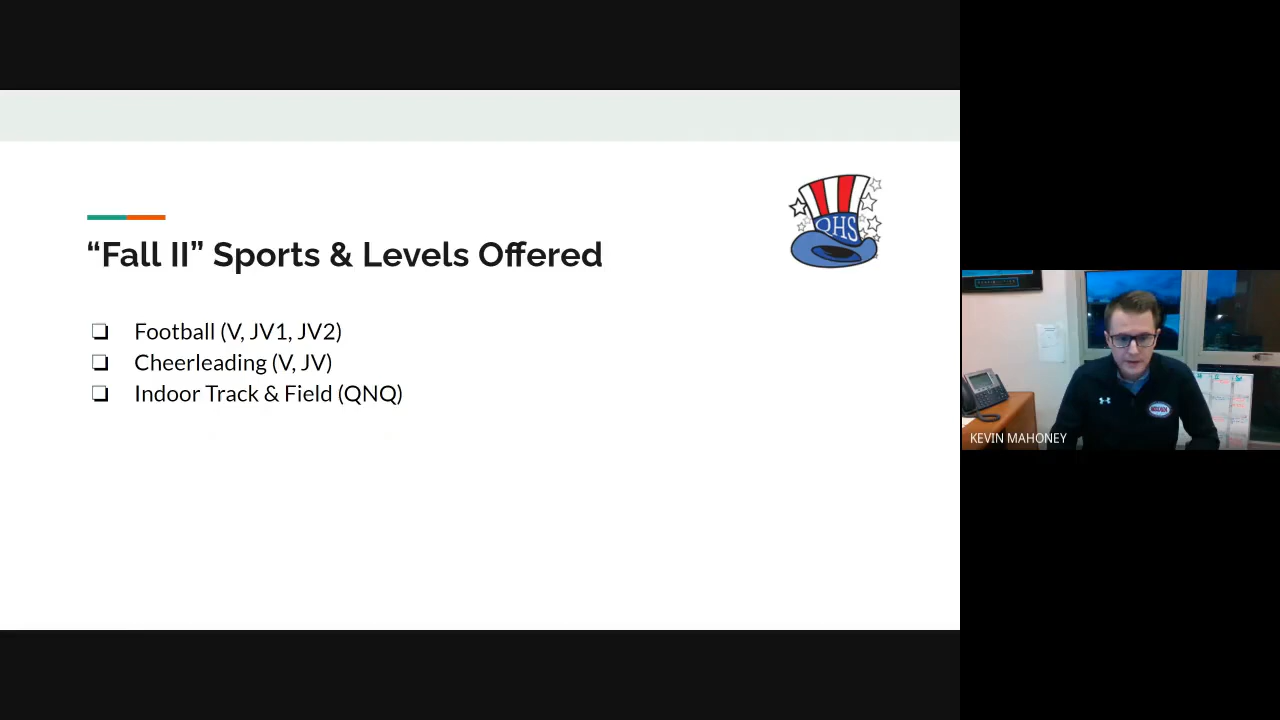 QHS
“Fall II” Sports & Levels Offered
❏ Football (V, JV1, JV2)
❏ Cheerleading (V, JV)
❏ Indoor Track & Field (QNQ)
KEVIN MAHONEY